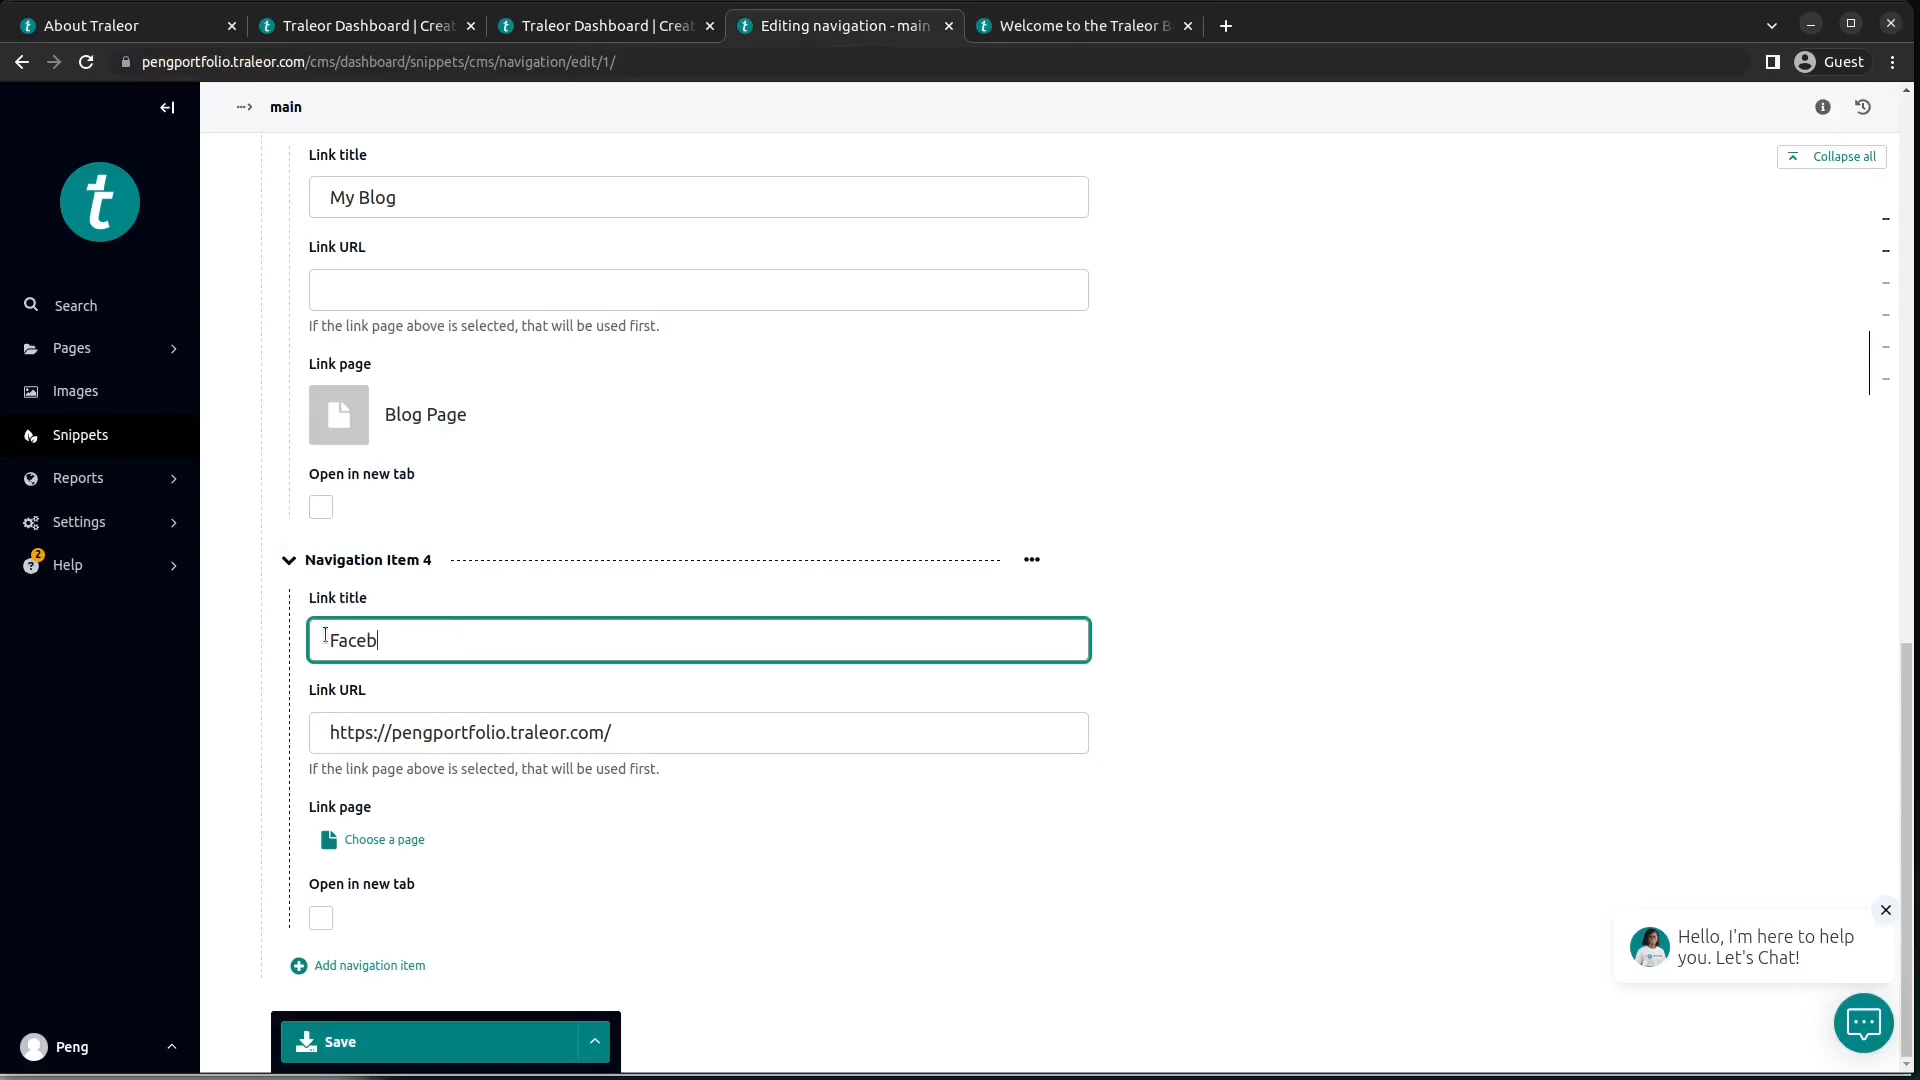 About Traleor
Traleor Dashboard | Creat
Traleor Dashboard | Creat
Editing navigation - main
Welcome to the Traleor B
pengportfolio.traleor.com/cms/dashboard/snippets/cms/navigation/edit/1/
Guest
main
t
Search
Pages
Images
Snippets
Reports
Settings
2
Help
Peng
Collapse all
Link title
My Blog
Link URL
If the link page above is selected, that will be used first.
Link page
Blog Page
Open in new tab
Navigation Item 4
Link title
Faceb
Link URL
https://pengportfolio.traleor.com/
If the link page above is selected, that will be used first.
Link page
Choose a page
Open in new tab
Add navigation item
Save
Hello, I'm here to help
you. Let's Chat!